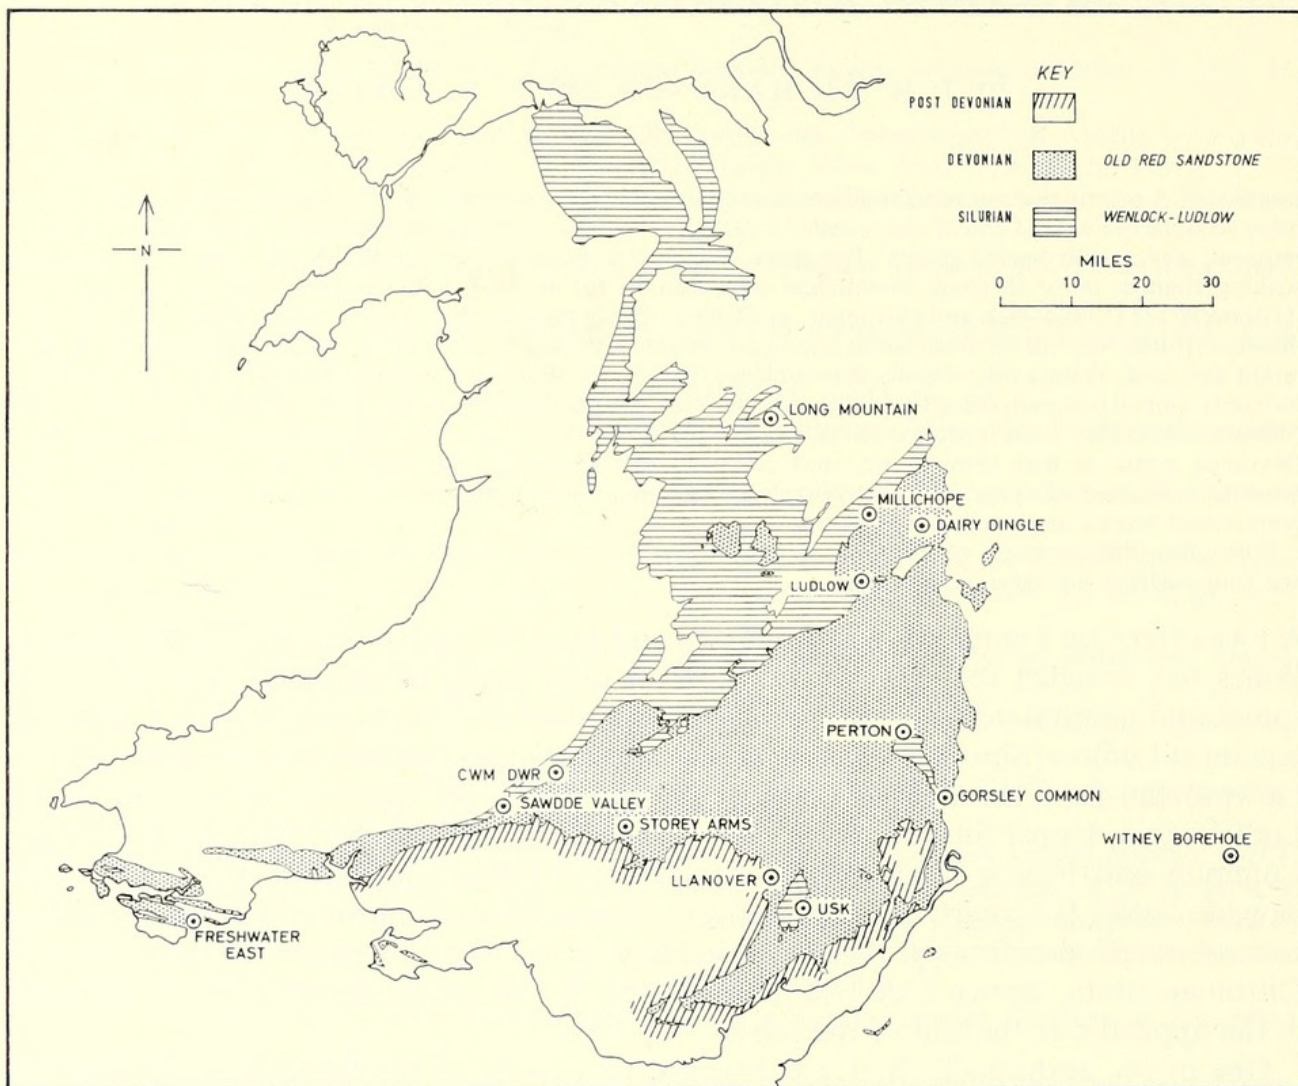 KEY
POST DEVONIAN
DEVONIAN OLD RED SANDSTONE
SILURIAN WENLOCK-LUDLOW
MILES
0 10 20 30
N
LONG MOUNTAIN
MILLICHOPE
DAIRY DINGLE
LUDLOW
PERTON
CWM DWR
SAWDDE VALLEY
GORSLEY COMMON
STOREY ARMS
WITNEY BOREHOLE
LLANOVER
USK
FRESHWATER
EAST